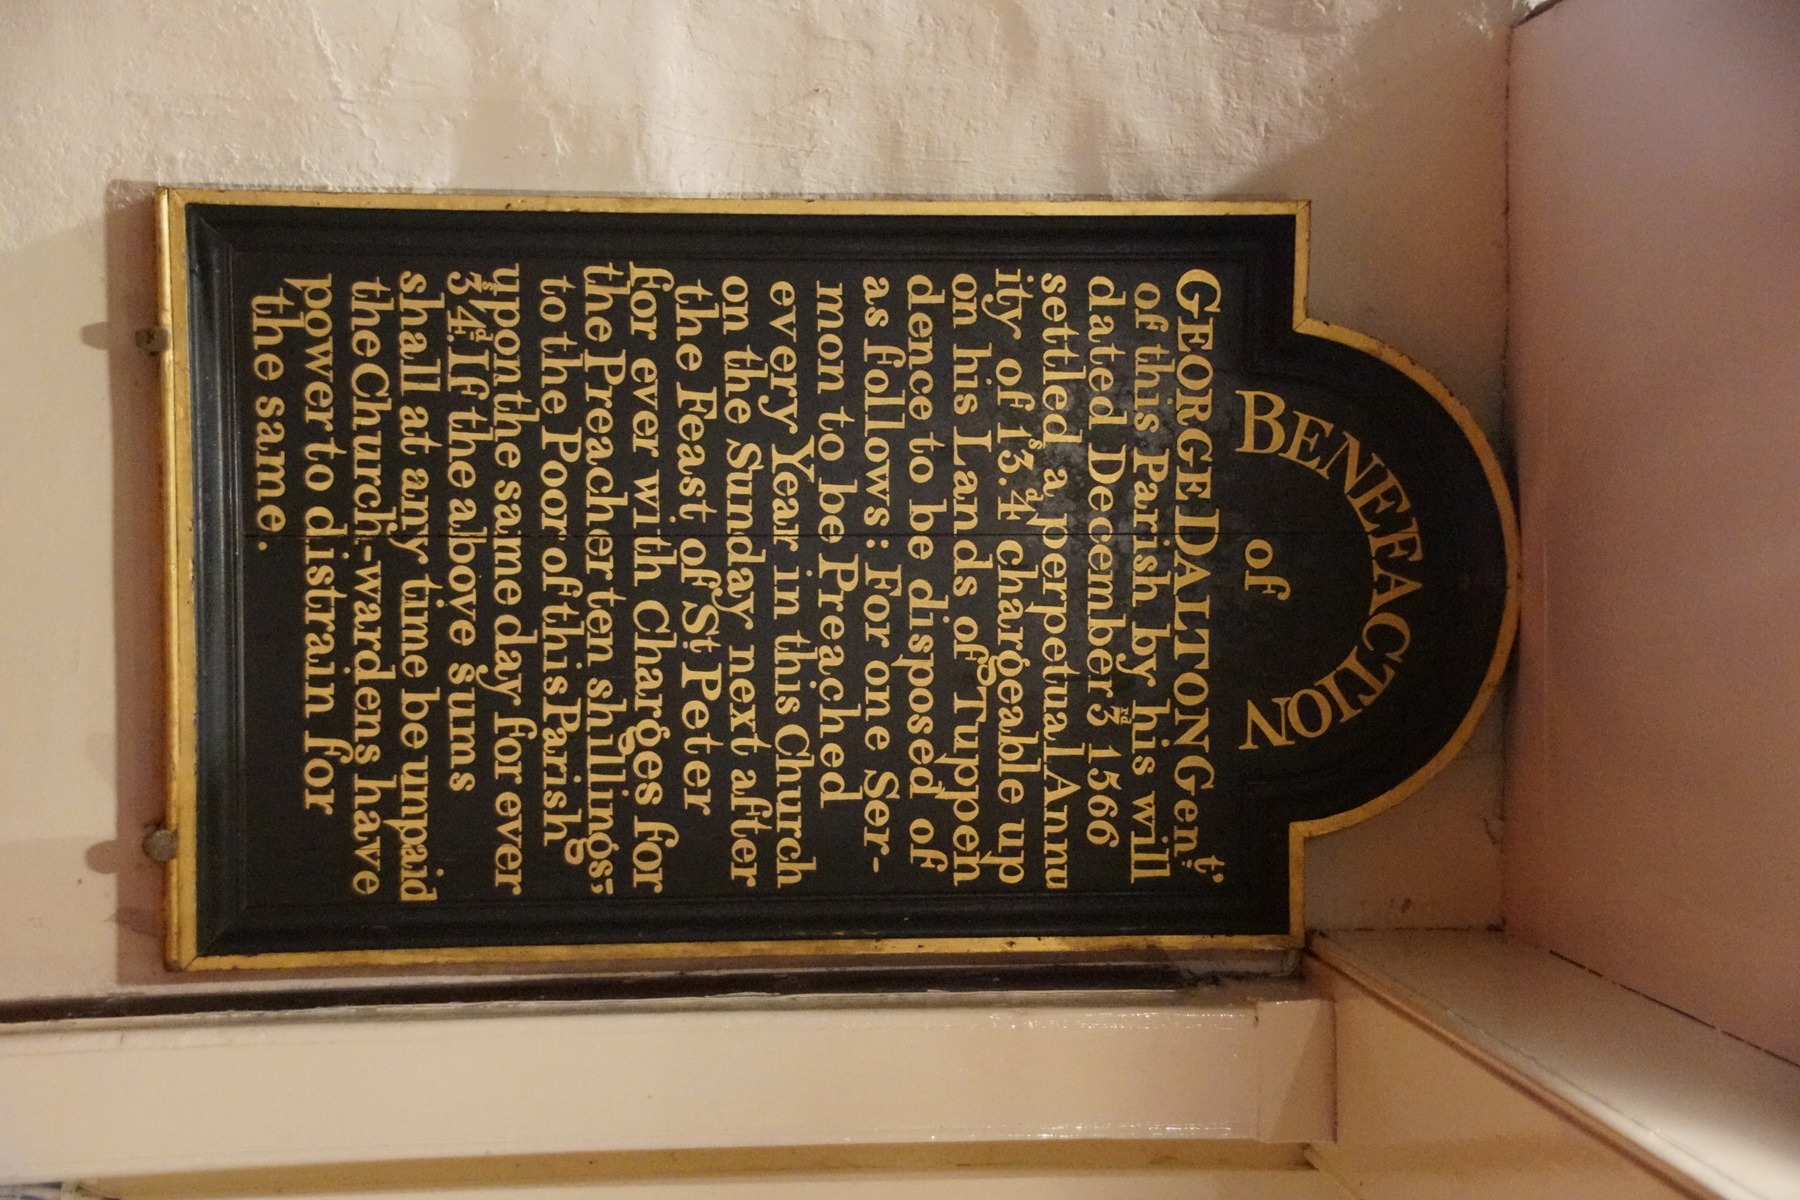 BENEFACTION
of
GEORGE DALTON Gen.t
of this Parish by his will
dated December 3rd 1566
settled a perpetual Annu
ity of 13s.4d chargeable up
on his Lands of Tuppeh
dence to be disposed of
as follows: For one Ser-
mon to be Preached
every Year in this Church
on the Sunday next after
the Feast of St Peter
for ever with Charges for
the Preacher ten shillings;
to the Poor of this Parish
upon the same day for ever
3s/4d. If the above sums
shall at any time be unpaid
the Church-wardens have
power to distrain for
the same.